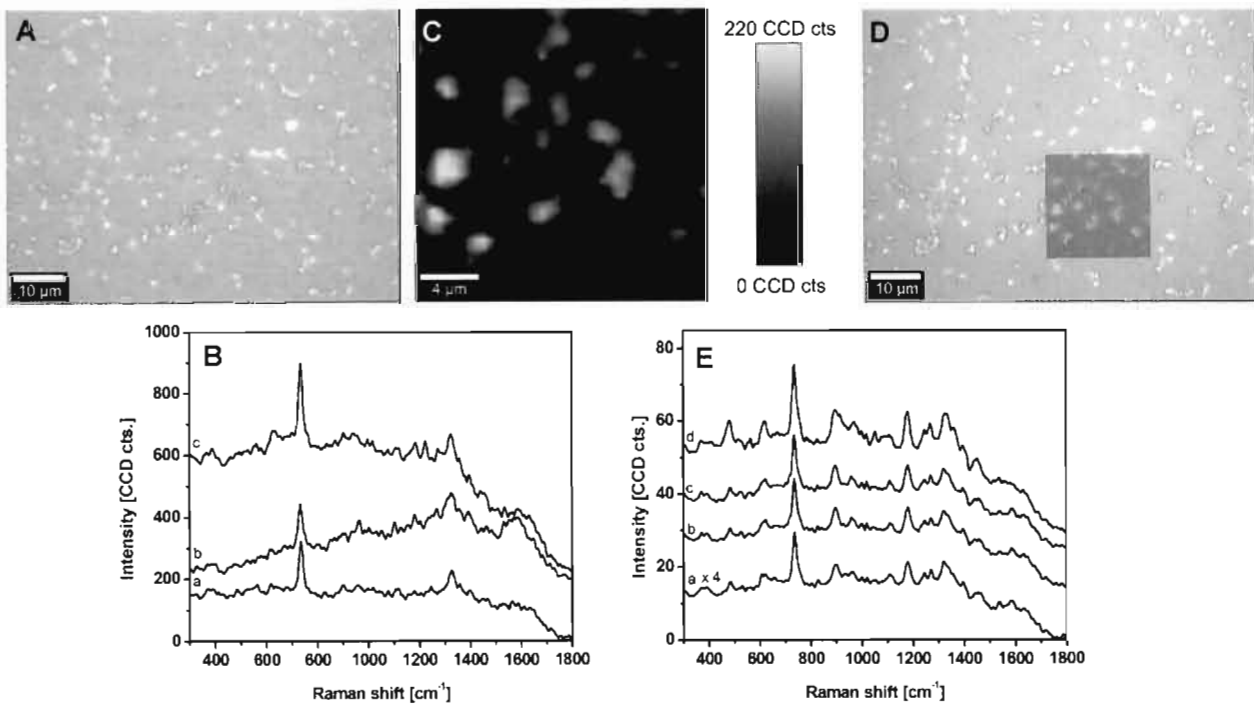 A
10 µm
C
4 µm
220 CCD cts
0 CCD cts
D
10 µm
B
1000
800
600
400
200
0
Intensity [CCD cts.]
c
b
a
400 600 800 1000 1200 1400 1600 1800
Raman shift [cm⁻¹]
E
80
60
40
20
0
Intensity [CCD cts.]
d
c
b
a x 4
400 600 800 1000 1200 1400 1600 1800
Raman shift [cm⁻¹]